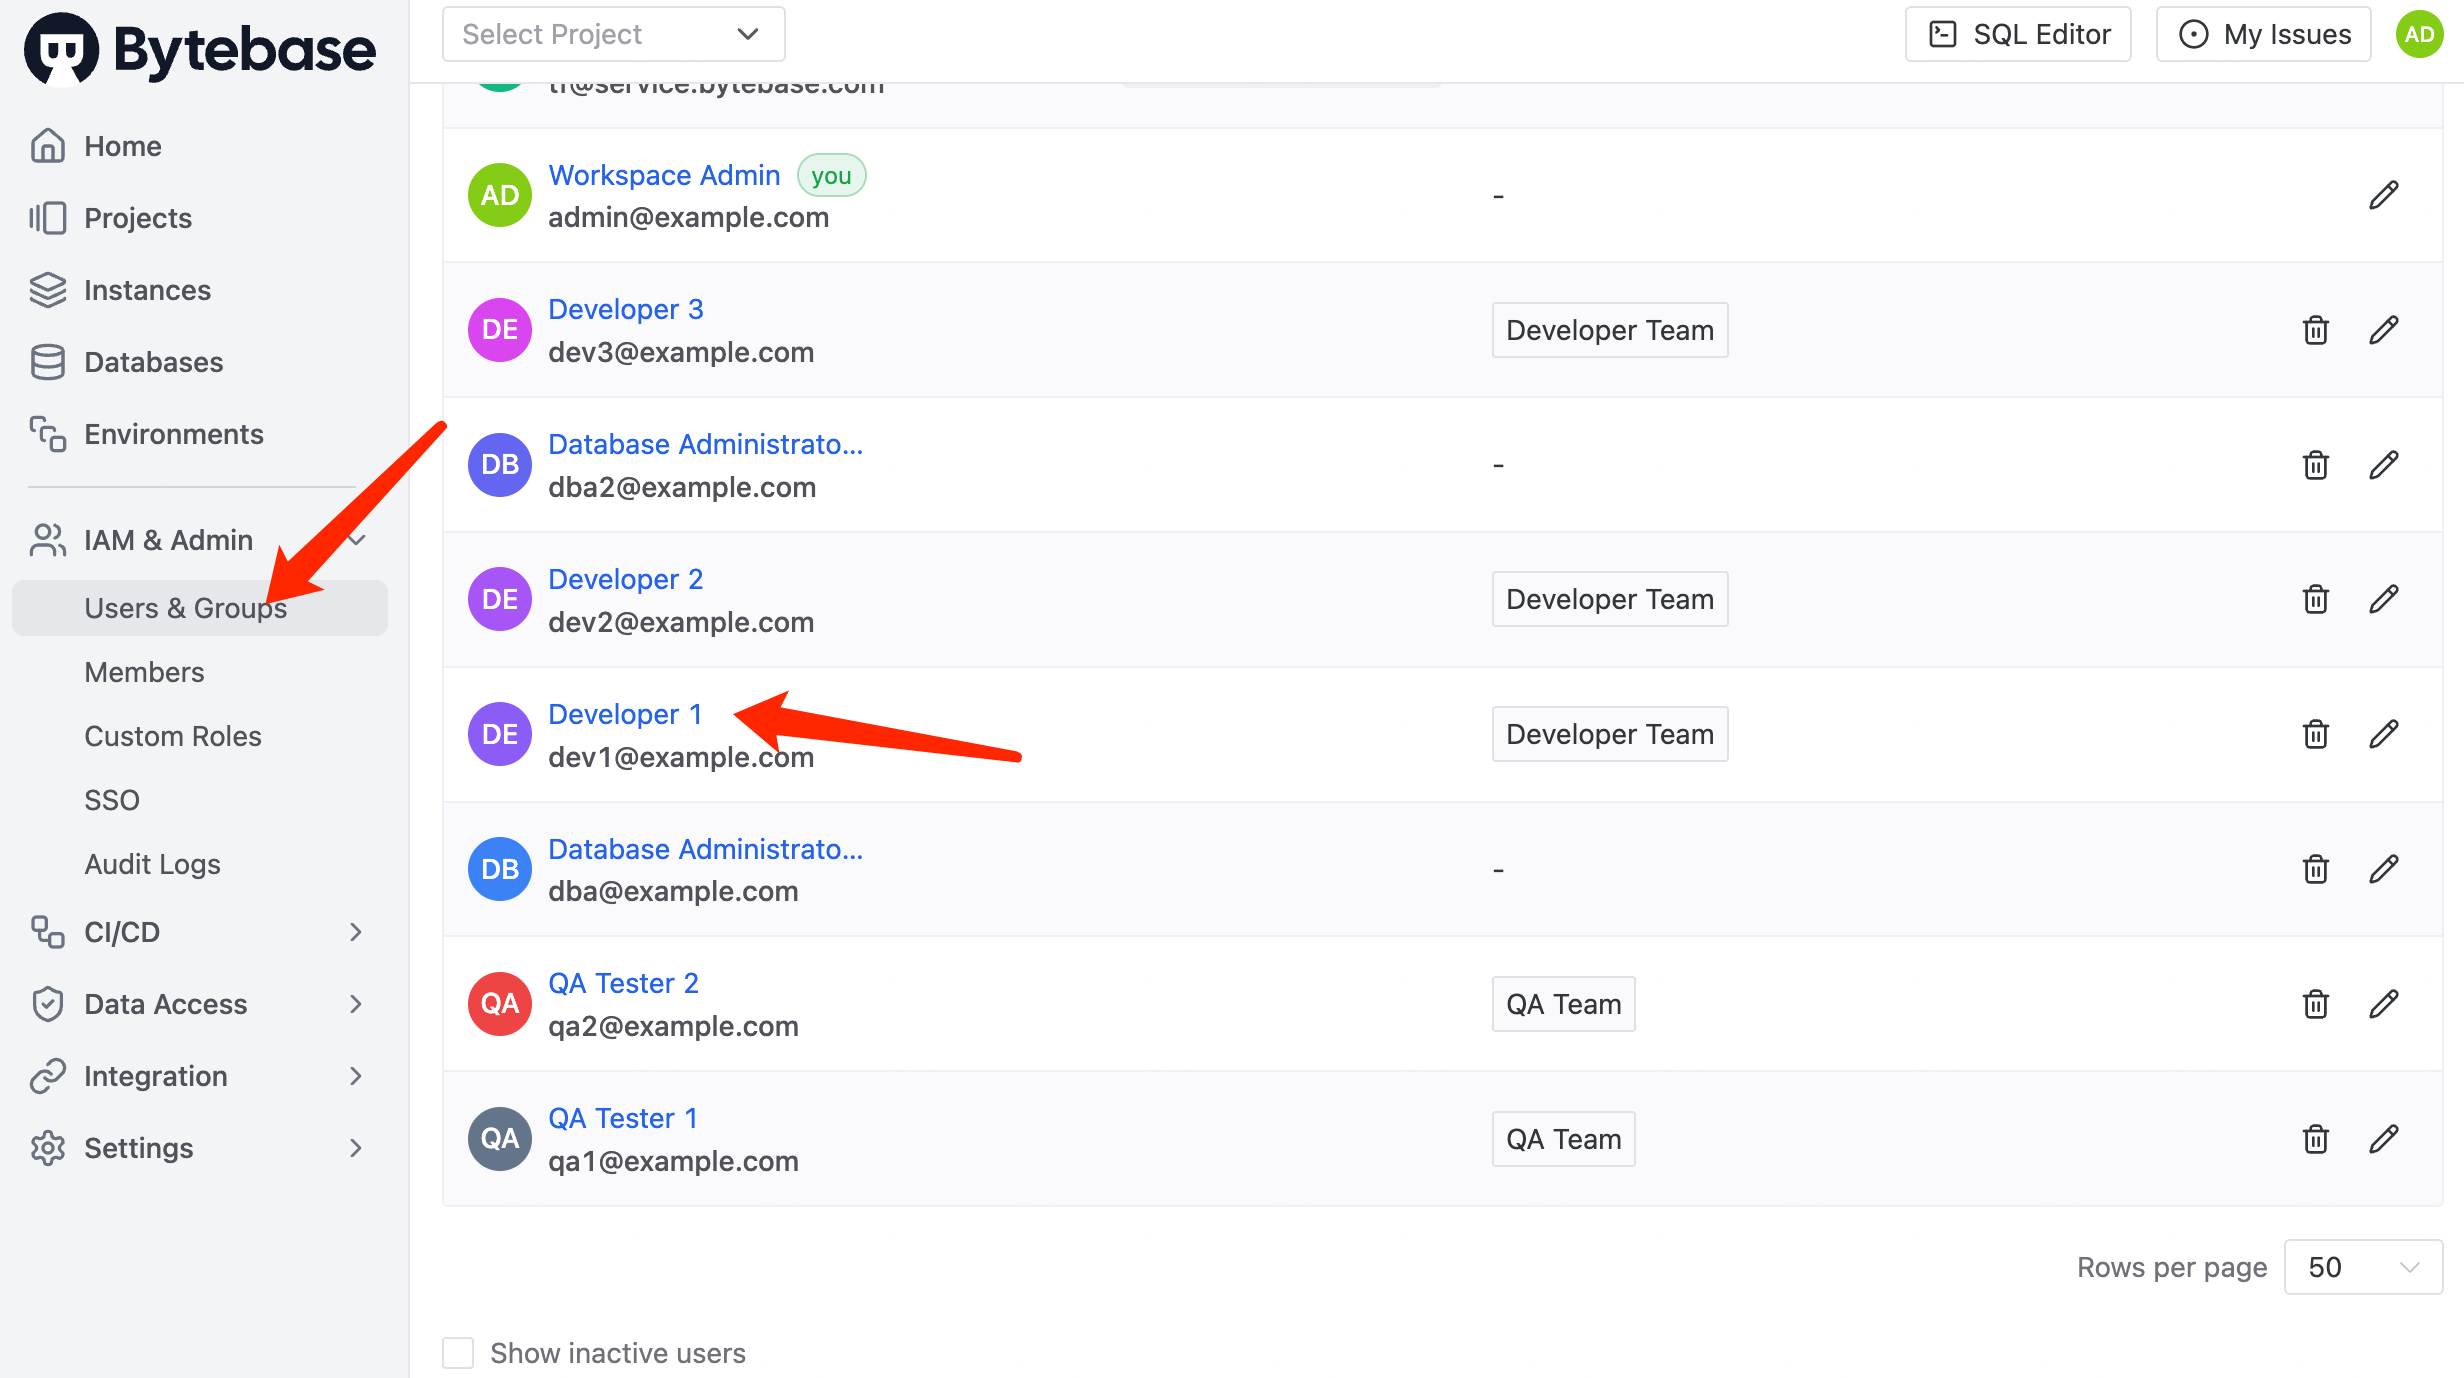 Bytebase
Select Project
SQL Editor
My Issues
AD
Home
Projects
Instances
Databases
Environments
IAM & Admin
Users & Groups
Members
Custom Roles
SSO
Audit Logs
CI/CD
Data Access
Integration
Settings
tf@service.bytebase.com
AD
Workspace Admin you
admin@example.com
-
DE
Developer 3
dev3@example.com
Developer Team
DB
Database Administrato...
dba2@example.com
-
DE
Developer 2
dev2@example.com
Developer Team
DE
Developer 1
dev1@example.com
Developer Team
DB
Database Administrato...
dba@example.com
-
QA
QA Tester 2
qa2@example.com
QA Team
QA
QA Tester 1
qa1@example.com
QA Team
Rows per page 50
Show inactive users